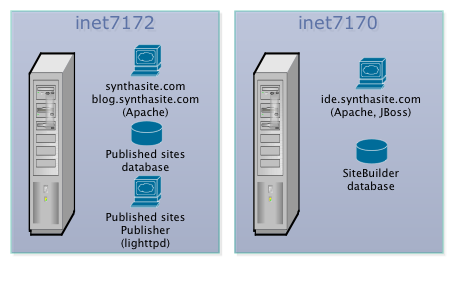 inet7172
synthasite.com
blog.synthasite.com
(Apache)
Published sites
database
Published sites
Publisher
(lighttpd)
inet7170
ide.synthasite.com
(Apache, JBoss)
SiteBuilder
database